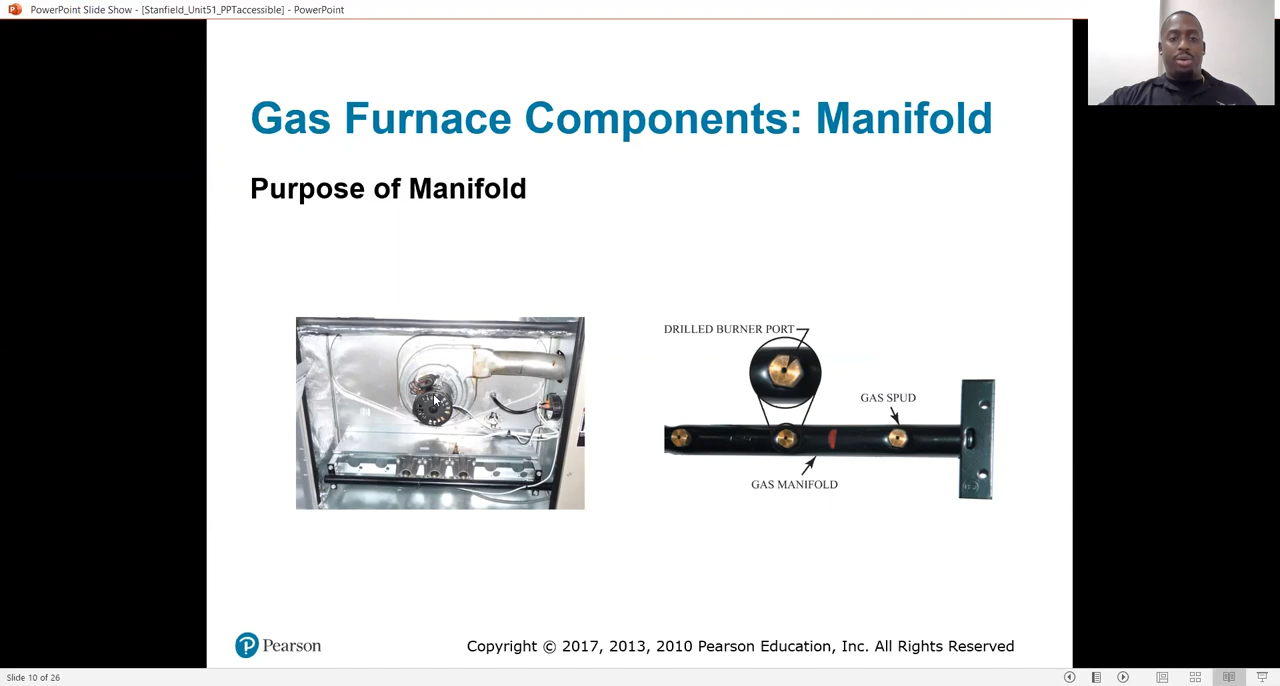 PowerPoint Slide Show - [Stanfield_Unit51_PPTaccessible] - PowerPoint
Gas Furnace Components: Manifold
Purpose of Manifold
DRILLED BURNER PORT
GAS SPUD
GAS MANIFOLD
Pearson
Copyright © 2017, 2013, 2010 Pearson Education, Inc. All Rights Reserved
Slide 10 of 26